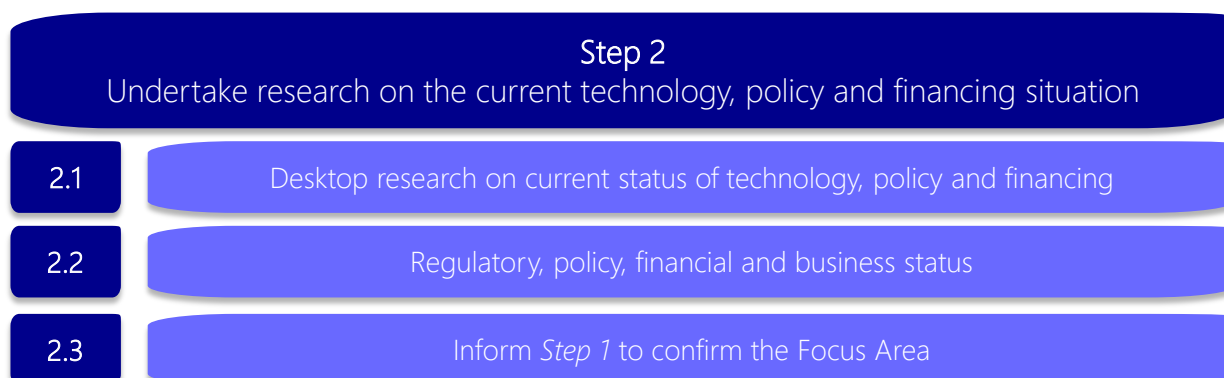 Step 2
Undertake research on the current technology, policy and financing situation
2.1
Desktop research on current status of technology, policy and financing
2.2
Regulatory, policy, financial and business status
2.3
Inform Step 1 to confirm the Focus Area